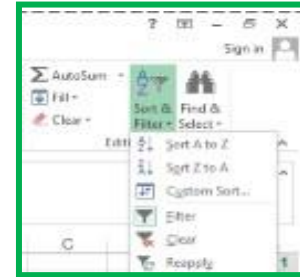 ?
Sign in
AutoSum
Fill
Clear
Sort & Filter
Find & Select
Editi
Sort A to Z
Sort Z to A
Custom Sort...
Filter
Clear
Reapply
G
1